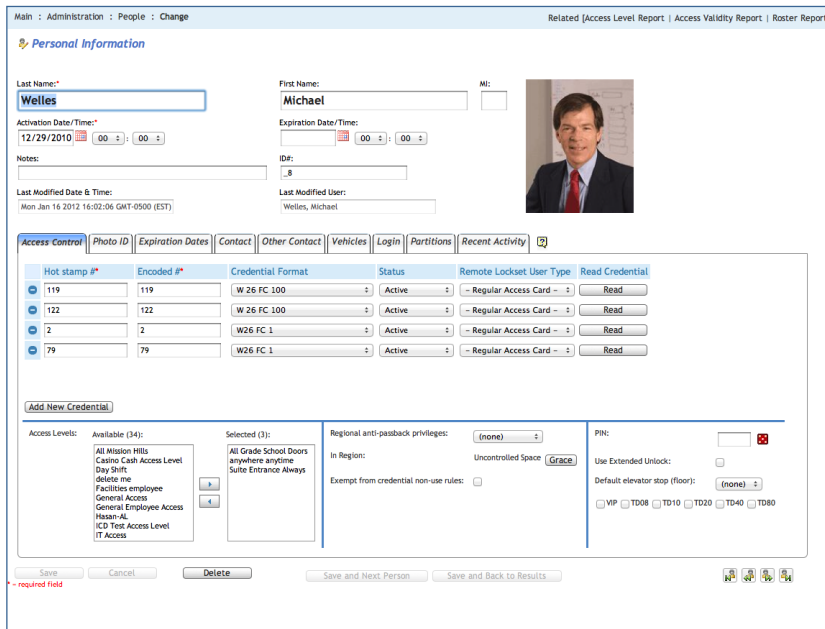 Main : Administration : People : Change
Related [Access Level Report | Access Validity Report | Roster Report
Personal Information
Last Name:* First Name: MI:
Welles Michael
Activation Date/Time:* Expiration Date/Time:
12/29/2010 00 : 00 00 : 00
Notes: ID#:
_8
Last Modified Date & Time: Last Modified User:
Mon Jan 16 2012 16:02:06 GMT-0500 (EST) Welles, Michael
Access Control Photo ID Expiration Dates Contact Other Contact Vehicles Login Partitions Recent Activity ?
Hot stamp #* Encoded #* Credential Format Status Remote Lockset User Type Read Credential
119 119 W 26 FC 100 Active - Regular Access Card - Read
122 122 W 26 FC 100 Active - Regular Access Card - Read
2 2 W26 FC 1 Active - Regular Access Card - Read
79 79 W26 FC 1 Active - Regular Access Card - Read
Add New Credential
Access Levels: Available (34): Selected (3):
All Mission Hills
Casino Cash Access Level
Day Shift
delete me
Facilities employee
General Access
General Employee Access
Hasan-AL
ICD Test Access Level
IT Access
All Grade School Doors
anywhere anytime
Suite Entrance Always
Regional anti-passback privileges: (none)
In Region: Uncontrolled Space Grace
Exempt from credential non-use rules:
PIN:
Use Extended Unlock:
Default elevator stop (floor): (none)
VIP TD08 TD10 TD20 TD40 TD80
Save Cancel Delete Save and Next Person Save and Back to Results
* - required field